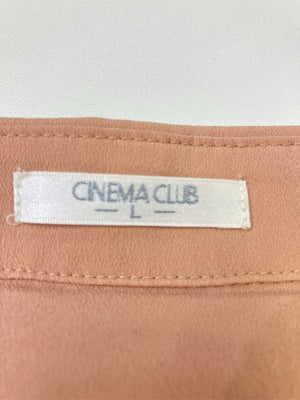 CINEMA CLUB
— L —